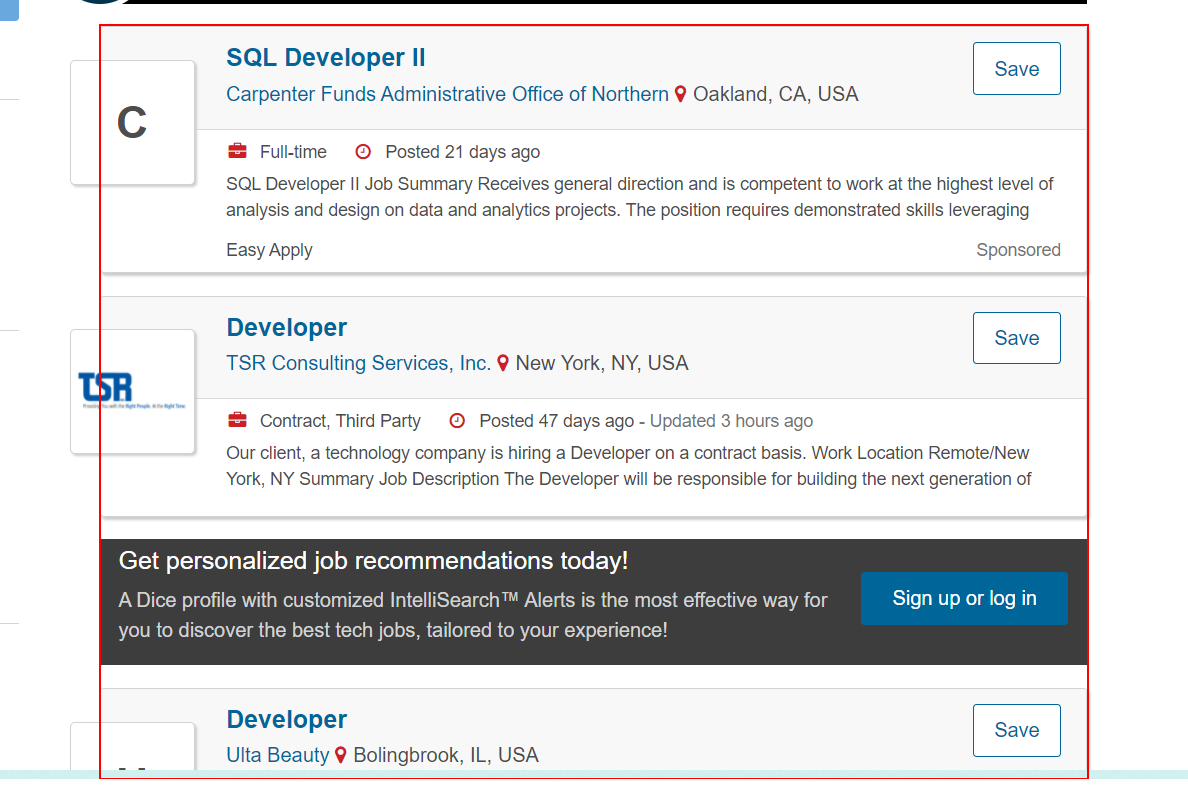 SQL Developer II
Save
C
Carpenter Funds Administrative Office of Northern Oakland, CA, USA
Full-time Posted 21 days ago
SQL Developer II Job Summary Receives general direction and is competent to work at the highest level of
analysis and design on data and analytics projects. The position requires demonstrated skills leveraging
Easy Apply Sponsored
Developer
Save
TSR Consulting Services, Inc. New York, NY, USA
TSR
Providing You with the Right People. At the Right Time.
Contract, Third Party Posted 47 days ago - Updated 3 hours ago
Our client, a technology company is hiring a Developer on a contract basis. Work Location Remote/New
York, NY Summary Job Description The Developer will be responsible for building the next generation of
Get personalized job recommendations today!
A Dice profile with customized IntelliSearch™ Alerts is the most effective way for
you to discover the best tech jobs, tailored to your experience!
Sign up or log in
Developer
Save
Ulta Beauty Bolingbrook, IL, USA